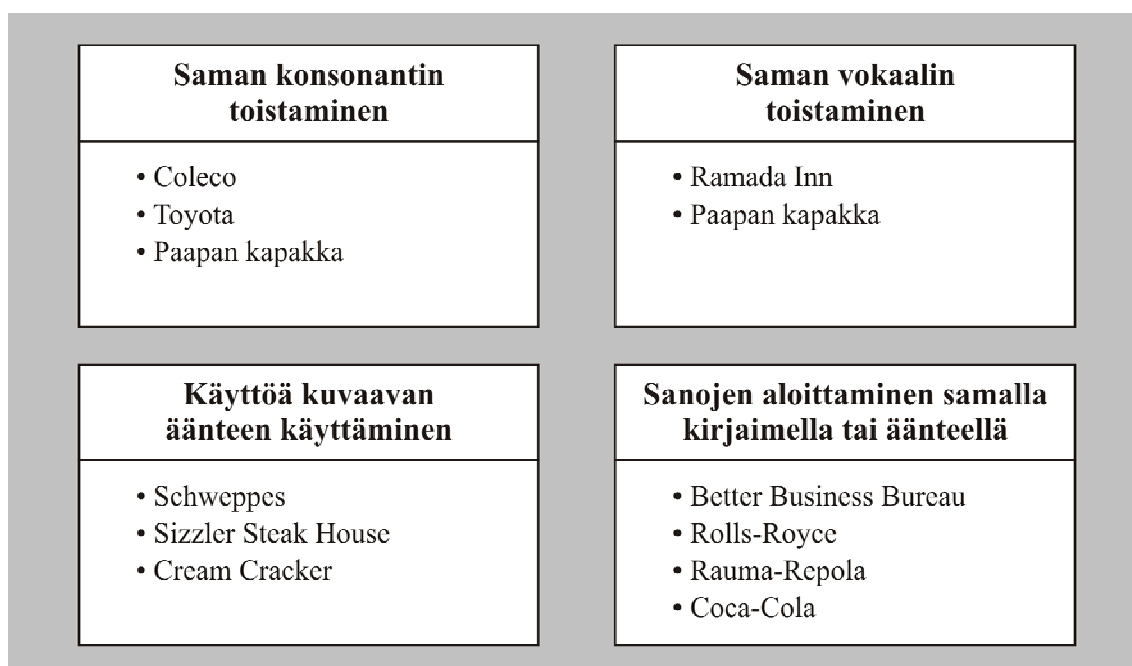 Saman konsonantin
toistaminen
• Coleco
• Toyota
• Paapan kapakka
Saman vokaalin
toistaminen
• Ramada Inn
• Paapan kapakka
Käyttöä kuvaavan
äänteen käyttäminen
• Schweppes
• Sizzler Steak House
• Cream Cracker
Sanojen aloittaminen samalla
kirjaimella tai äänteellä
• Better Business Bureau
• Rolls-Royce
• Rauma-Repola
• Coca-Cola